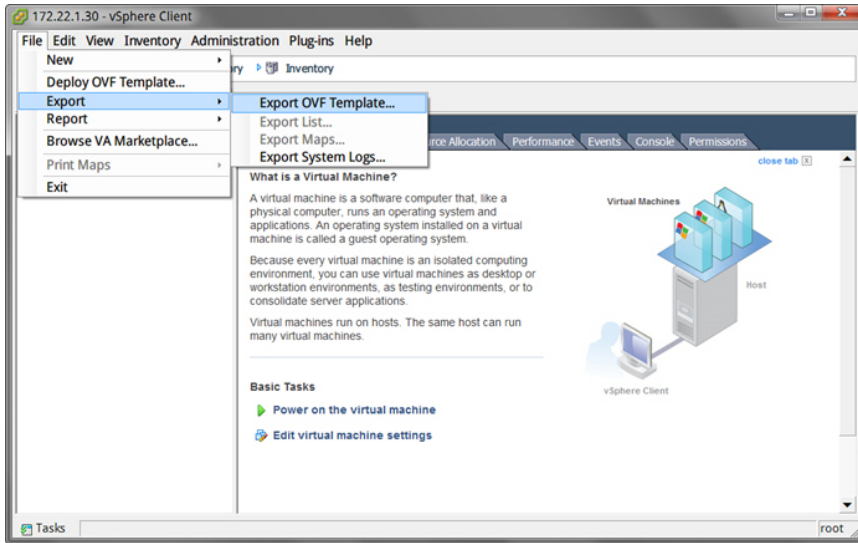 172.22.1.30 - vSphere Client
File Edit View Inventory Administration Plug-ins Help
New
Deploy OVF Template...
Export
Report
Browse VA Marketplace...
Print Maps
Exit
Export OVF Template...
Export List...
Export Maps...
Export System Logs...
Inventory
Allocation Performance Events Console Permissions
close tab
What is a Virtual Machine?
A virtual machine is a software computer that, like a
physical computer, runs an operating system and
applications. An operating system installed on a virtual
machine is called a guest operating system.
Because every virtual machine is an isolated computing
environment, you can use virtual machines as desktop or
workstation environments, as testing environments, or to
consolidate server applications.
Virtual machines run on hosts. The same host can run
many virtual machines.
Virtual Machines
Host
vSphere Client
Basic Tasks
Power on the virtual machine
Edit virtual machine settings
Tasks
root